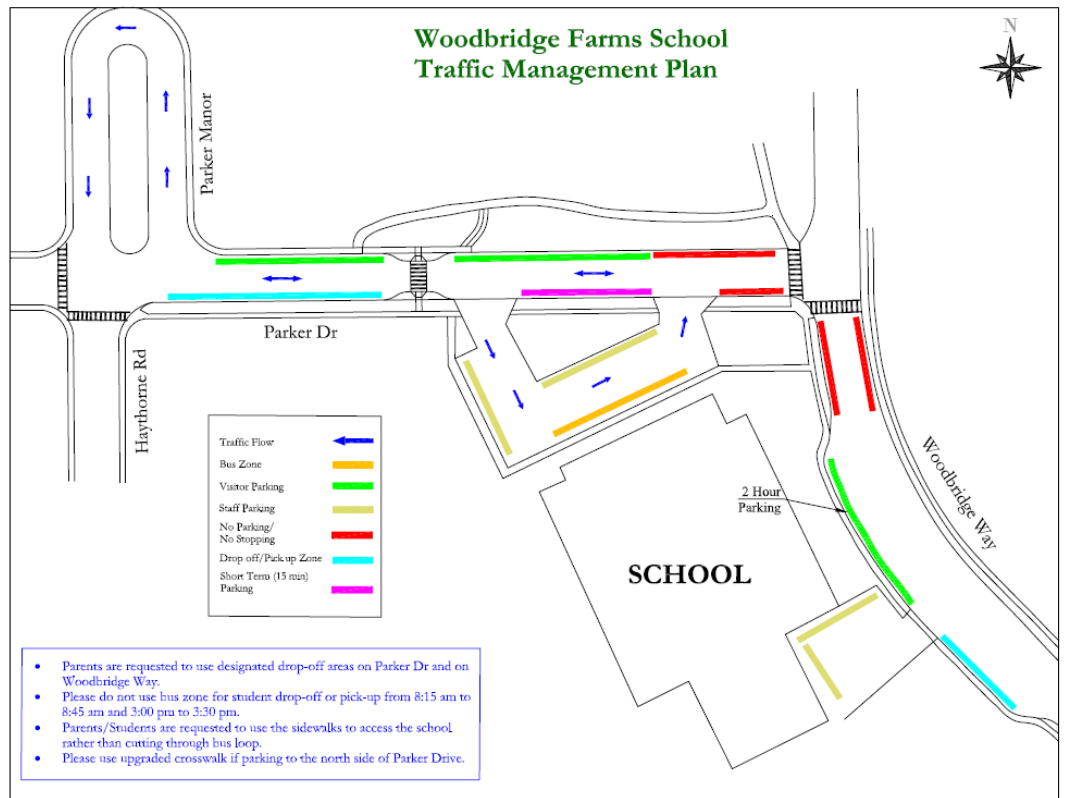 Woodbridge Farms School
Traffic Management Plan
N
Parker Manor
Parker Dr
Haythorne Rd
Woodbridge Way
2 Hour
Parking
SCHOOL
Traffic Flow
Bus Zone
Visitor Parking
Staff Parking
No Parking/
No Stopping
Drop off/Pick up Zone
Short Term (15 min)
Parking
• Parents are requested to use designated drop-off areas on Parker Dr and on
Woodbridge Way.
• Please do not use bus zone for student drop-off or pick-up from 8:15 am to
8:45 am and 3:00 pm to 3:30 pm.
• Parents/Students are requested to use the sidewalks to access the school
rather than cutting through bus loop.
• Please use upgraded crosswalk if parking to the north side of Parker Drive.